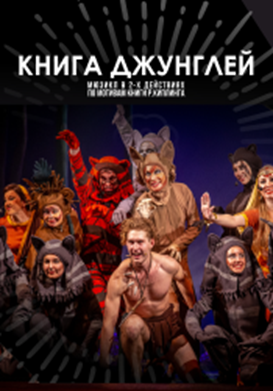 КНИГА ДЖУНГЛЕЙ
МЮЗИКЛ В 2-Х ДЕЙСТВИЯХ
ПО МОТИВАМ КНИГИ Р.КИПЛИНГА